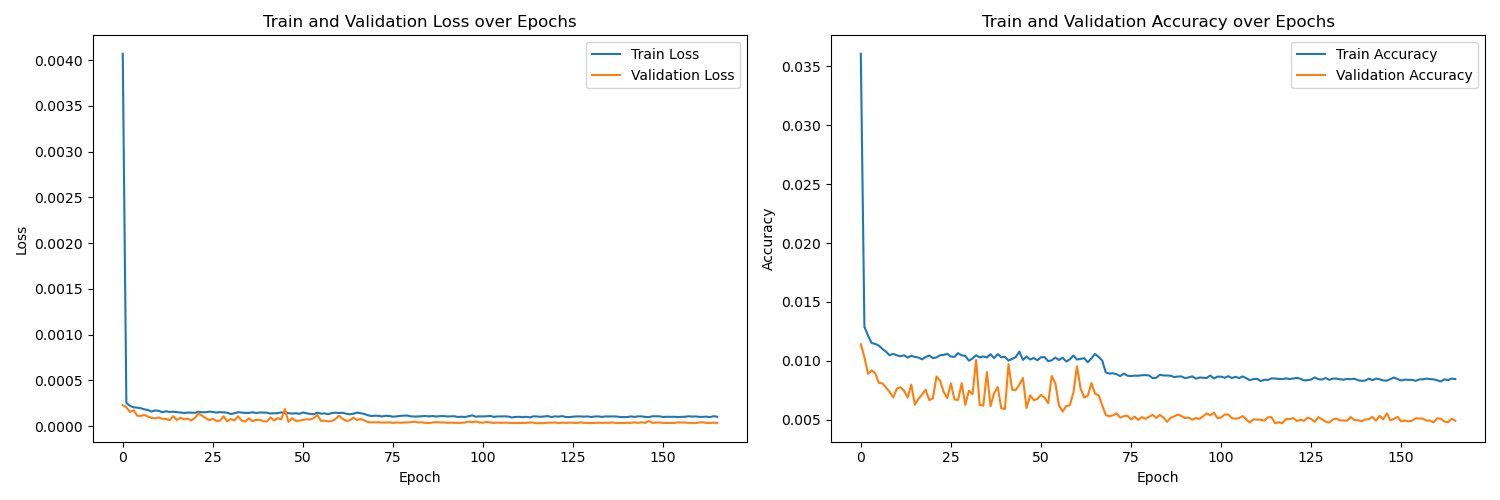 Train and Validation Loss over Epochs
Train Loss
Validation Loss
0.0040
0.0035
0.0030
0.0025
0.0020
0.0015
0.0010
0.0005
0.0000
Loss
0 25 50 75 100 125 150
Epoch
Train and Validation Accuracy over Epochs
Train Accuracy
Validation Accuracy
0.035
0.030
0.025
0.020
0.015
0.010
0.005
Accuracy
0 25 50 75 100 125 150
Epoch